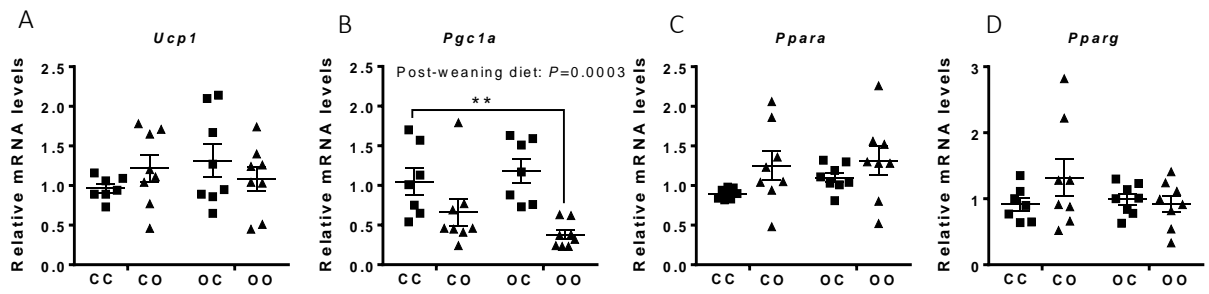 A
Ucp1
Relative mRNA levels
2.5
2.0
1.5
1.0
0.5
0.0
CC CO OC OO
B
Pgc1a
Post-weaning diet: P=0.0003
**
Relative mRNA levels
2.5
2.0
1.5
1.0
0.5
0.0
CC CO OC OO
C
Ppara
Relative mRNA levels
2.5
2.0
1.5
1.0
0.5
0.0
CC CO OC OO
D
Pparg
Relative mRNA levels
3
2
1
0
CC CO OC OO